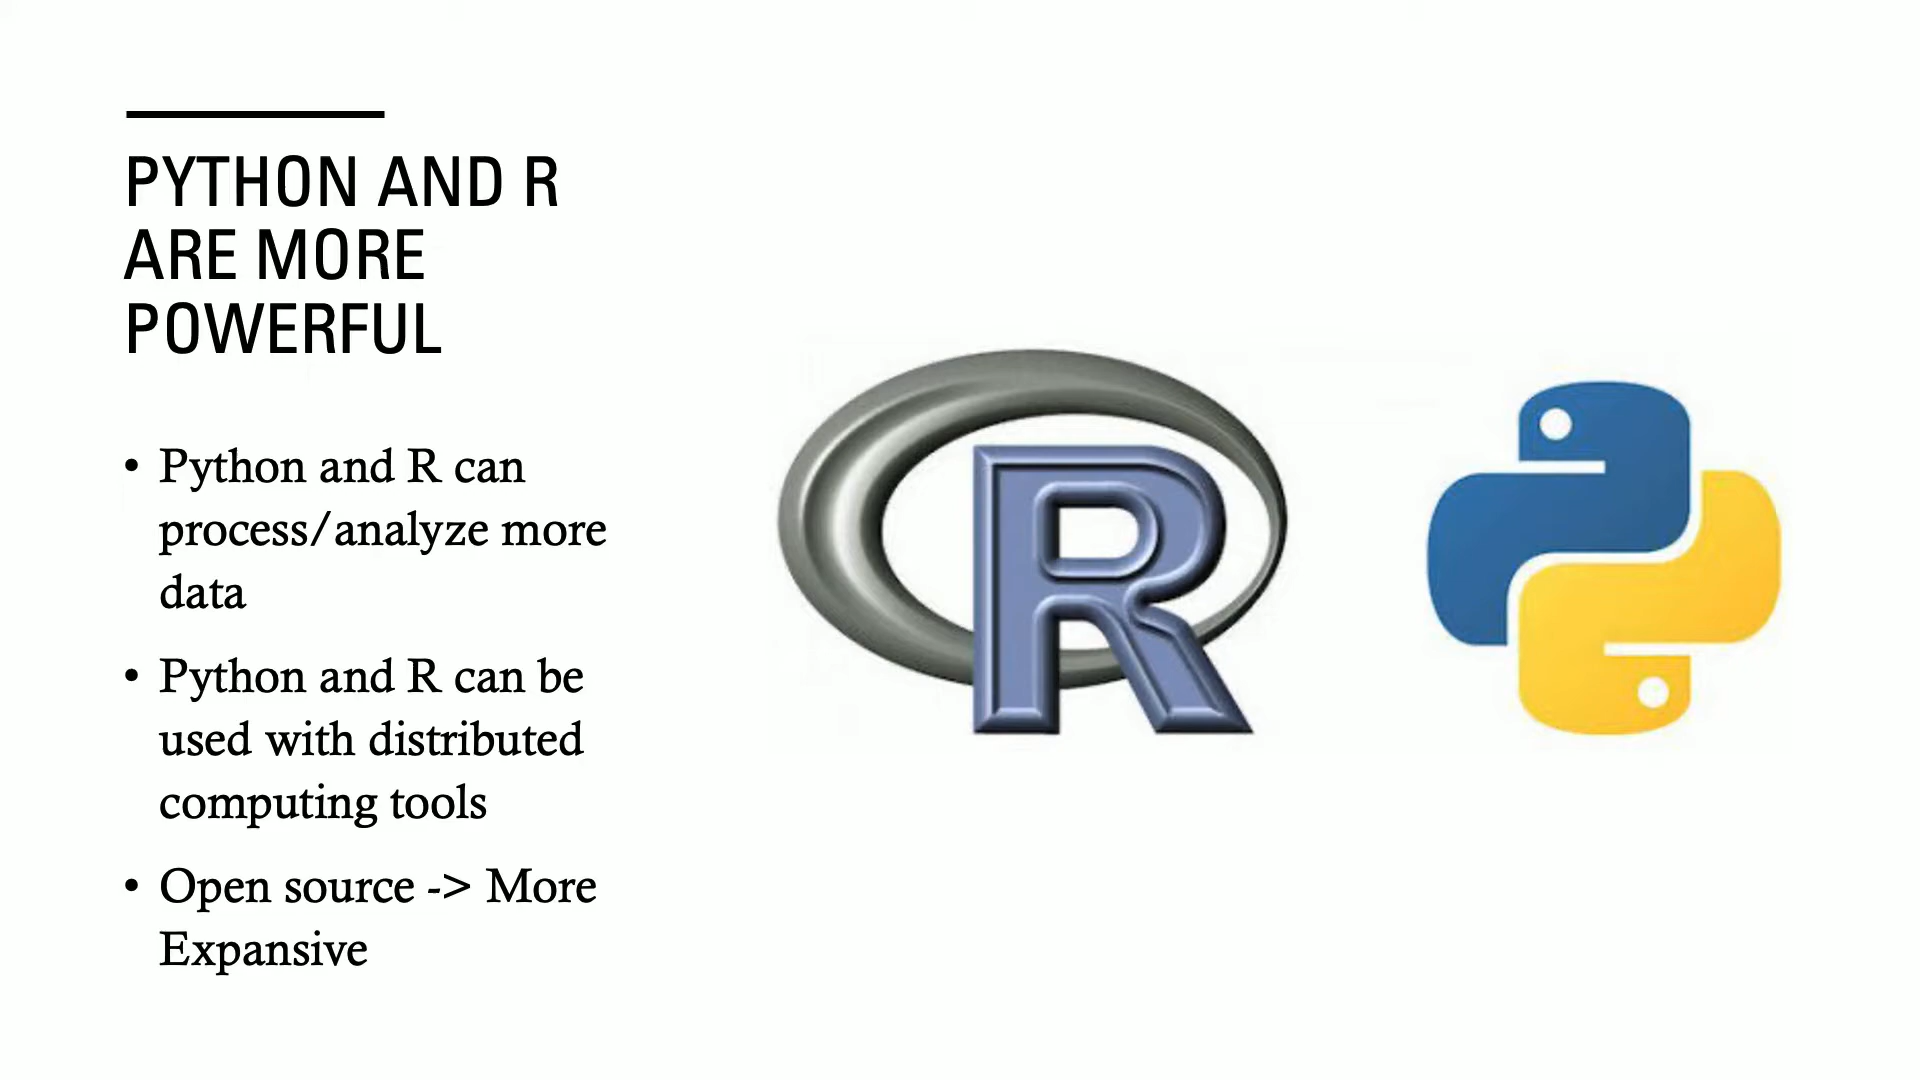 PYTHON AND R
ARE MORE
POWERFUL
• Python and R can
process/analyze more
data
• Python and R can be
used with distributed
computing tools
• Open source -> More
Expansive
R